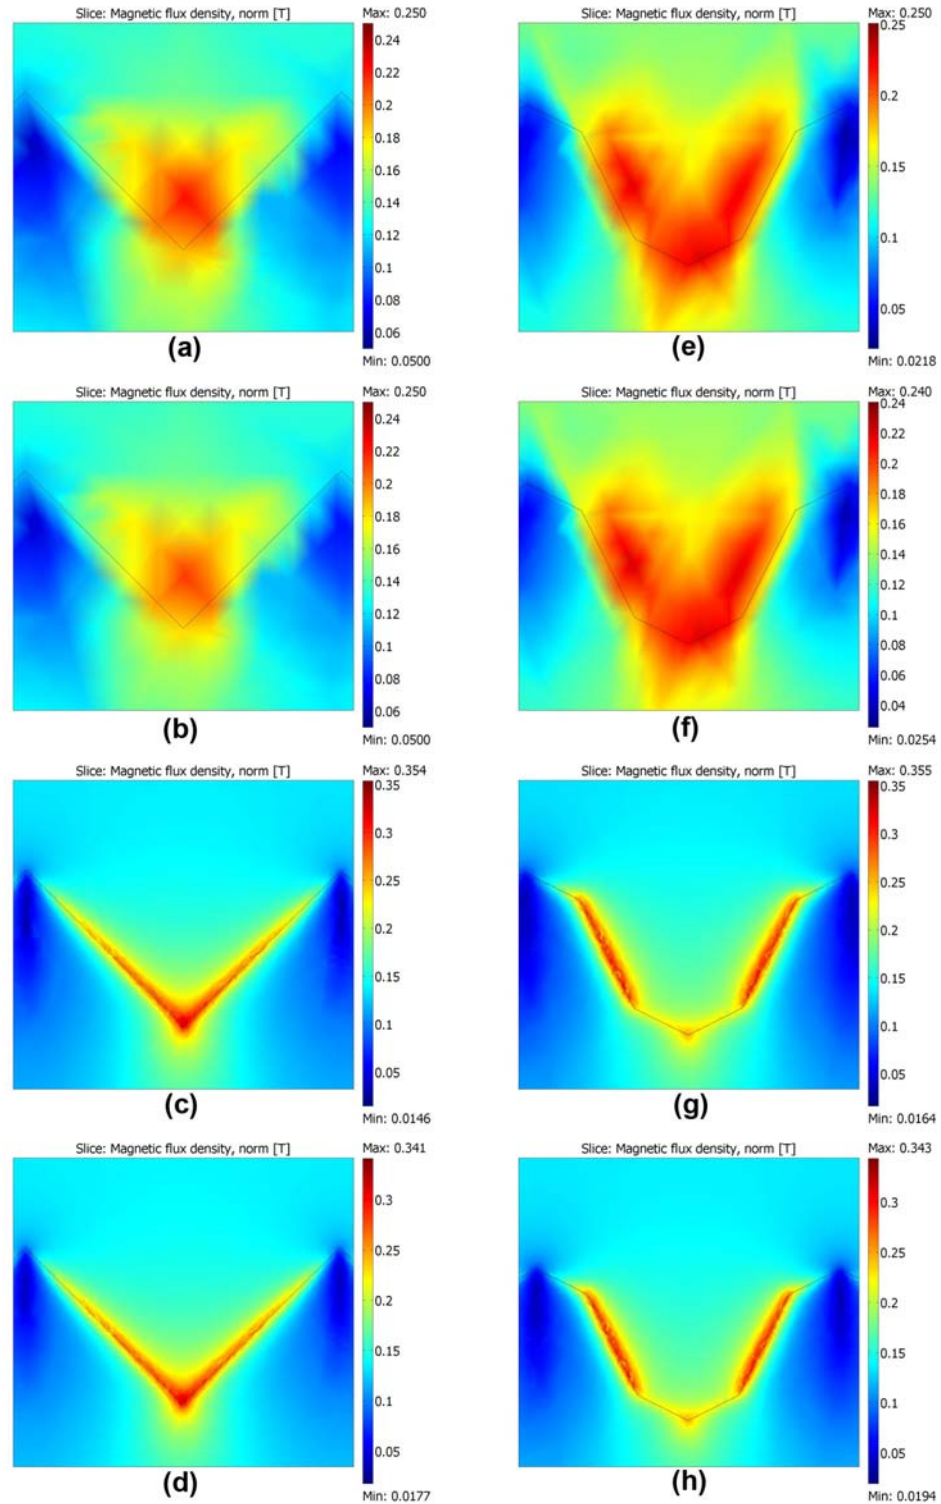 Slice: Magnetic flux density, norm [T]
Max: 0.250
0.24
0.22
0.2
0.18
0.16
0.14
0.12
0.1
0.08
0.06
Min: 0.0500
(a)
Slice: Magnetic flux density, norm [T]
Max: 0.250
0.25
0.2
0.15
0.1
0.05
Min: 0.0218
(e)
Slice: Magnetic flux density, norm [T]
Max: 0.250
0.24
0.22
0.2
0.18
0.16
0.14
0.12
0.1
0.08
0.06
Min: 0.0500
(b)
Slice: Magnetic flux density, norm [T]
Max: 0.240
0.24
0.22
0.2
0.18
0.16
0.14
0.12
0.1
0.08
0.06
0.04
Min: 0.0254
(f)
Slice: Magnetic flux density, norm [T]
Max: 0.354
0.35
0.3
0.25
0.2
0.15
0.1
0.05
Min: 0.0146
(c)
Slice: Magnetic flux density, norm [T]
Max: 0.355
0.35
0.3
0.25
0.2
0.15
0.1
0.05
Min: 0.0164
(g)
Slice: Magnetic flux density, norm [T]
Max: 0.341
0.3
0.25
0.2
0.15
0.1
0.05
Min: 0.0177
(d)
Slice: Magnetic flux density, norm [T]
Max: 0.343
0.3
0.25
0.2
0.15
0.1
0.05
Min: 0.0194
(h)